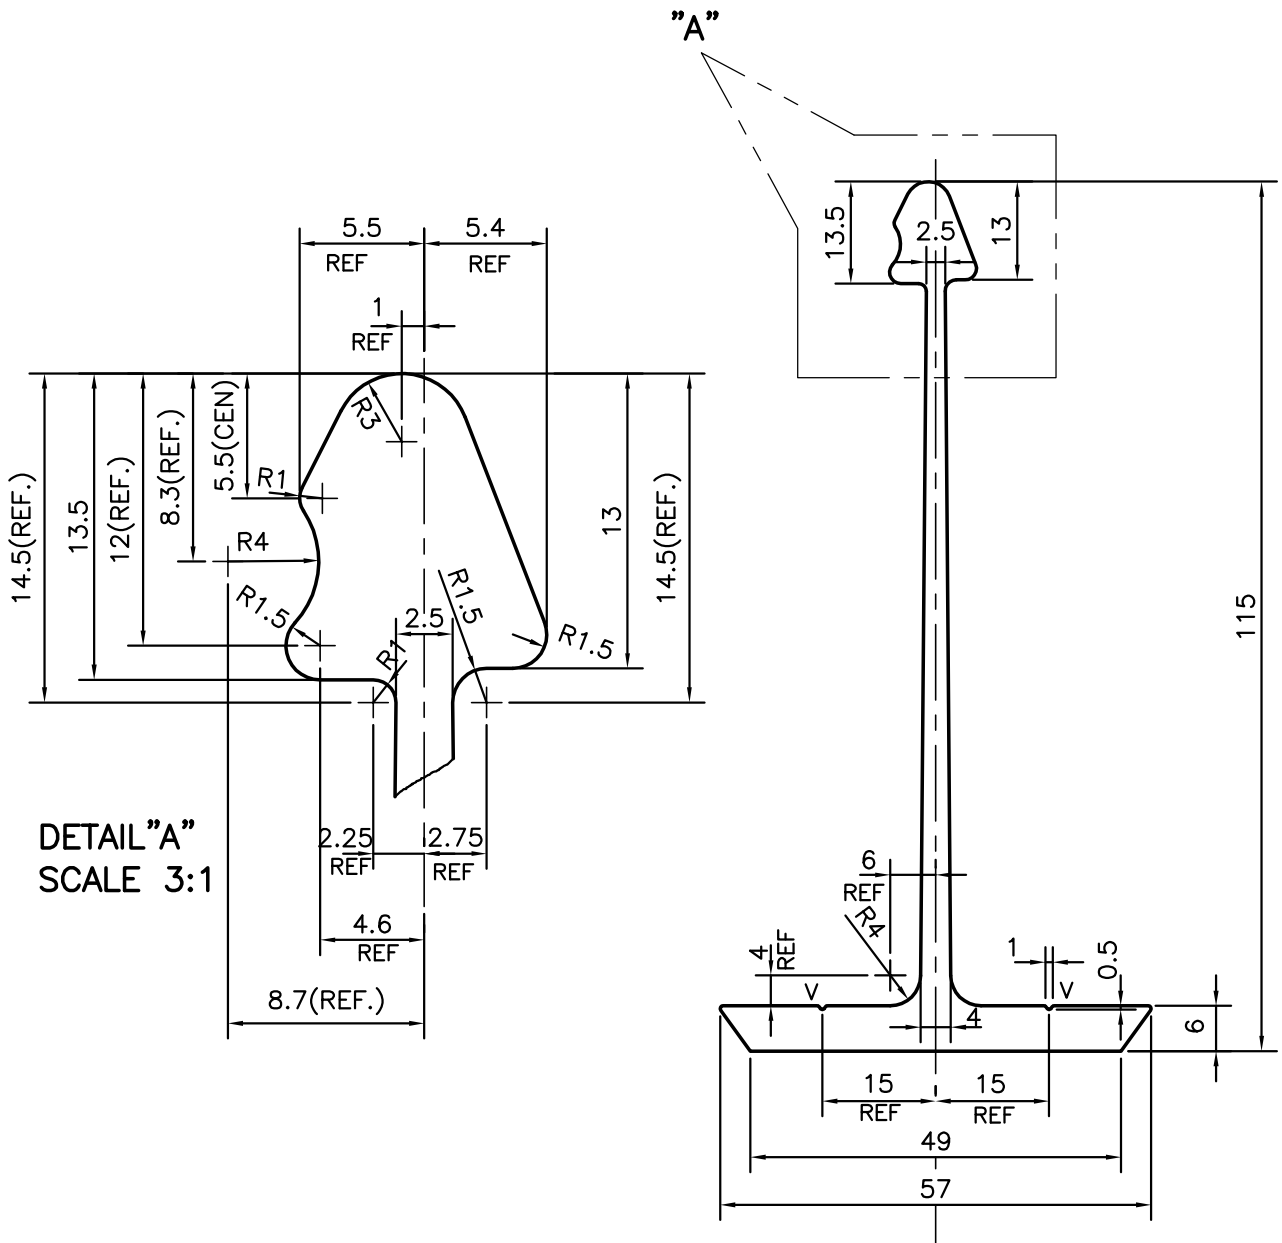 ”A”
13.5
2.5
13
5.5
REF
5.4
REF
1
REF
14.5(REF.)
13.5
12(REF.)
8.3(REF.)
5.5(CEN)
R3
R1
R4
R1.5
2.5
R1.5
R1.5
R1
13
14.5(REF.)
115
DETAIL”A”
SCALE 3:1
2.25
REF
2.75
REF
4.6
REF
8.7(REF.)
6
REF
R4
4
REF
V
1
V
0.5
4
6
15
REF
15
REF
49
57